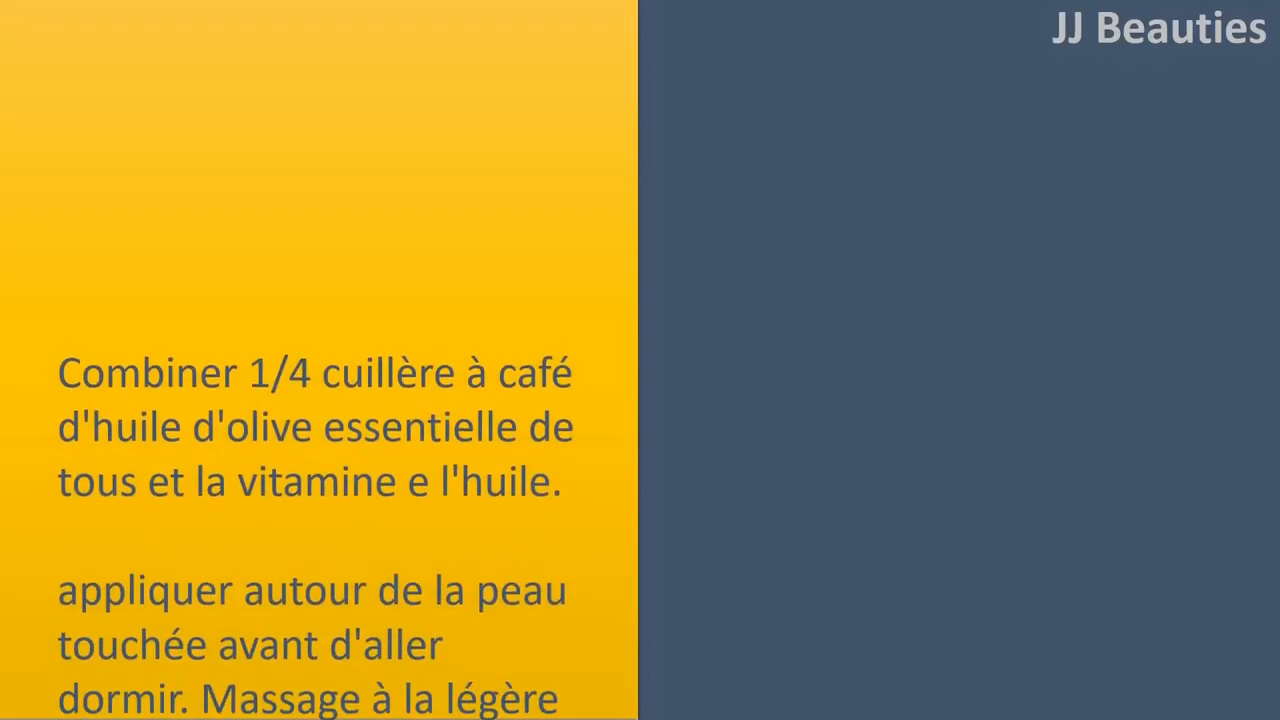 JJ Beauties
Combiner 1/4 cuillère à café
d'huile d'olive essentielle de
tous et la vitamine e l'huile.
appliquer autour de la peau
touchée avant d'aller
dormir. Massage à la légère